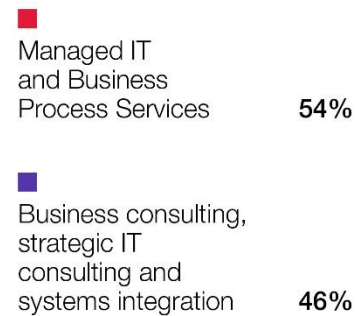 Managed IT
and Business
Process Services 54%
Business consulting,
strategic IT
consulting and
systems integration 46%